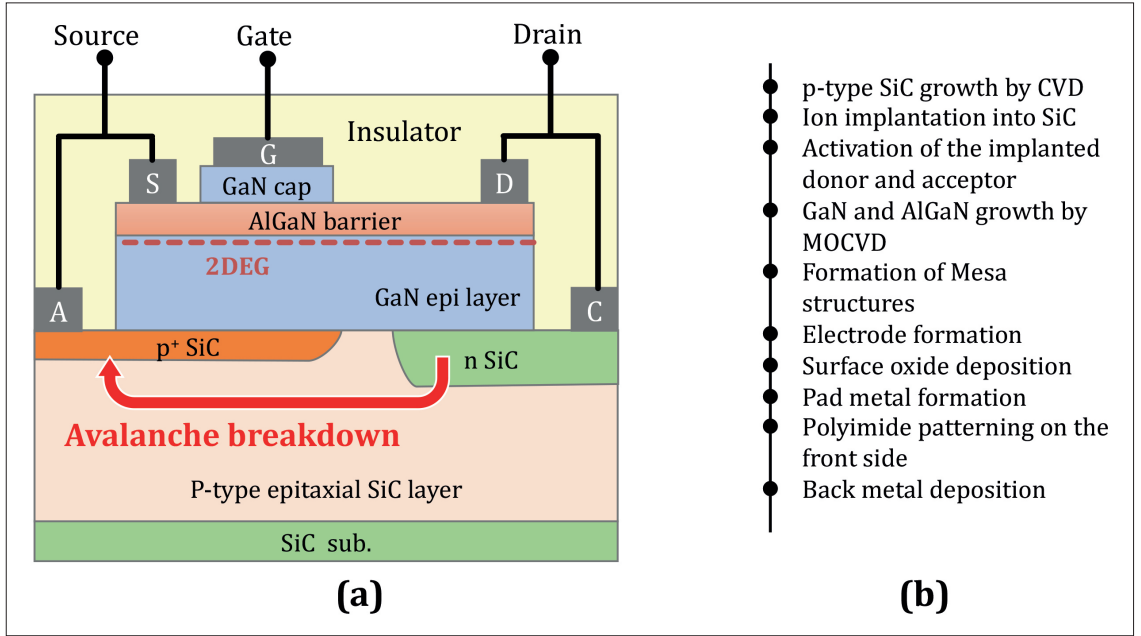 Source
Gate
Drain
Insulator
G
S
GaN cap
D
AlGaN barrier
2DEG
GaN epi layer
A
C
p⁺ SiC
n SiC
Avalanche breakdown
P-type epitaxial SiC layer
SiC sub.
(a)
p-type SiC growth by CVD
Ion implantation into SiC
Activation of the implanted
donor and acceptor
GaN and AlGaN growth by
MOCVD
Formation of Mesa
structures
Electrode formation
Surface oxide deposition
Pad metal formation
Polyimide patterning on the
front side
Back metal deposition
(b)